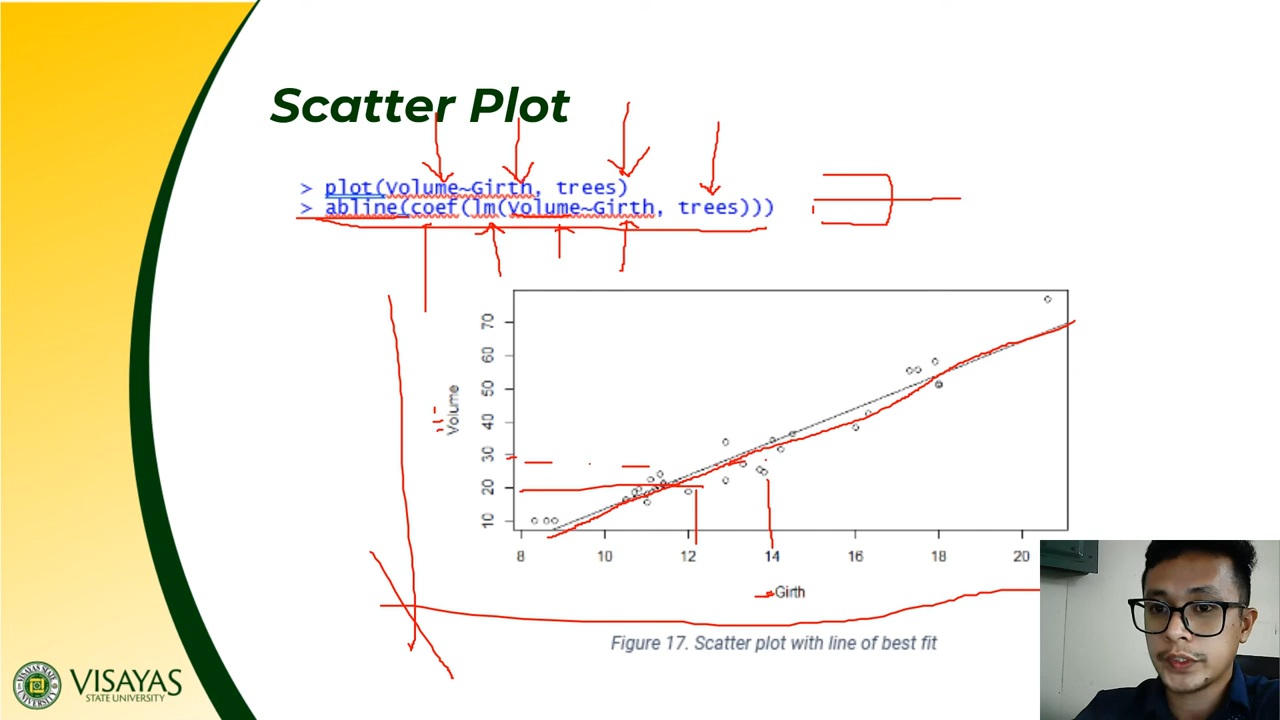 Scatter Plot
> plot(Volume~Girth, trees)
> abline(coef(lm(Volume~Girth, trees)))
70
60
50
40
30
20
10
Volume
8 10 12 14 16 18 20
Girth
Figure 17. Scatter plot with line of best fit
VISAYAS
STATE UNIVERSITY